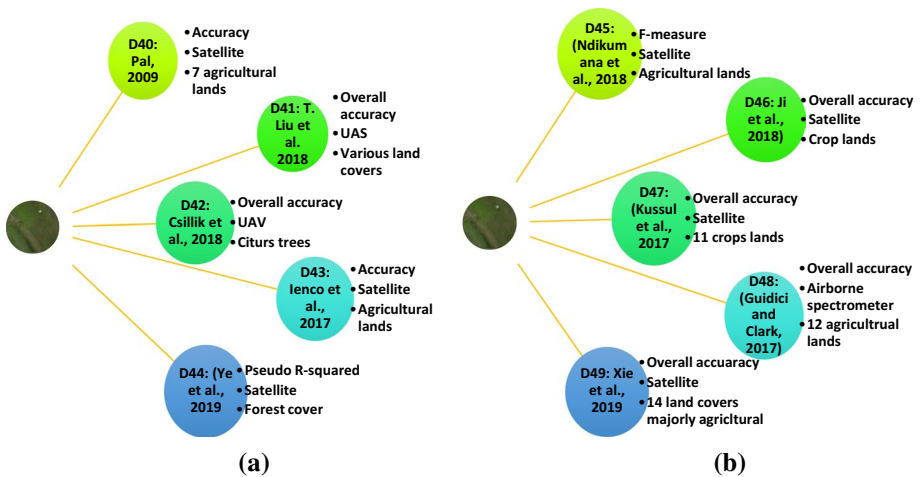 D40:
Pal,
2009
• Accuracy
• Satellite
• 7 agricultural
lands
D41: T.
Liu et
al.
2018
• Overall
accuracy
• UAS
• Various land
covers
D42:
Csillik et
al., 2018
• Overall accuracy
• UAV
• Citurs trees
D43:
Ienco et
al.,
2017
• Accuracy
• Satellite
• Agricultural
lands
D44: (Ye
et al.,
2019
• Pseudo R-squared
• Satellite
• Forest cover
(a)
D45:
(Ndikum
ana et
al., 2018
• F-measure
• Satellite
• Agricultural lands
D46: Ji
et al.,
2018)
• Overall accuracy
• Satellite
• Crop lands
D47:
(Kussul
et al.,
2017
• Overall accuracy
• Satellite
• 11 crops lands
D48:
(Guidici
and
Clark,
2017)
• Overall accuracy
• Airborne
spectrometer
• 12 agricultrual
lands
D49: Xie
et al.,
2019
• Overall accuaracy
• Satellite
• 14 land covers
majorly agricltural
(b)